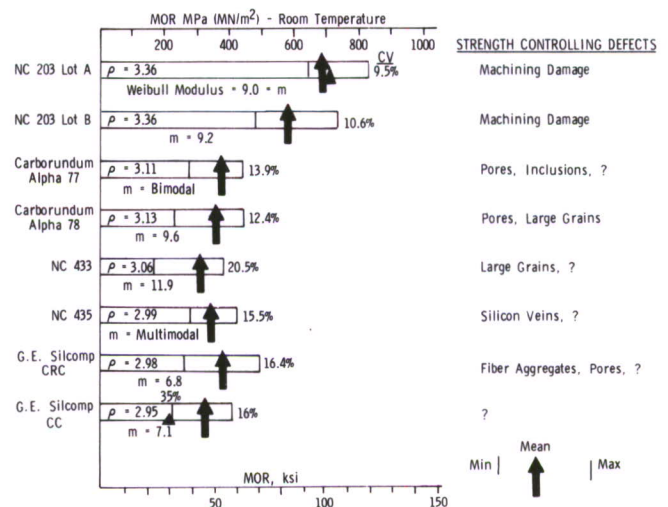 MOR MPa (MN/m²) - Room Temperature
200 400 600 800 1000
STRENGTH CONTROLLING DEFECTS
CV
NC 203 Lot A ρ = 3.36 9.5% Machining Damage
Weibull Modulus = 9.0 = m
NC 203 Lot B ρ = 3.36 10.6% Machining Damage
m = 9.2
Carborundum
Alpha 77 ρ = 3.11 13.9% Pores, Inclusions, ?
m = Bimodal
Carborundum
Alpha 78 ρ = 3.13 12.4% Pores, Large Grains
m = 9.6
NC 433 ρ = 3.06 20.5% Large Grains, ?
m = 11.9
NC 435 ρ = 2.99 15.5% Silicon Veins, ?
m = Multimodal
G.E. Silcomp
CRC ρ = 2.98 16.4% Fiber Aggregates, Pores, ?
m = 6.8
35%
G.E. Silcomp
CC ρ = 2.95 16% ?
m = 7.1
Mean
Min Max
MOR, ksi
50 100 150